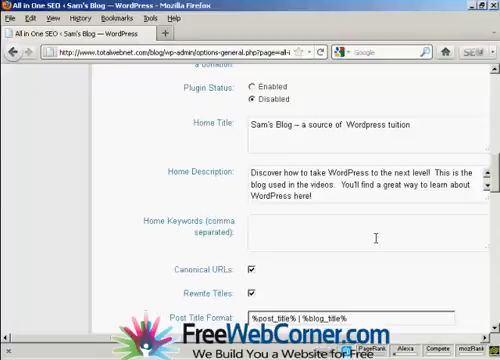 All in One SEO ‹ Sam's Blog — WordPress - Mozilla Firefox
File Edit View History Bookmarks Tools Help
All in One SEO ‹ Sam's Blog — WordPress
http://www.totalwebnet.com/blog/wp-admin/options-general.php?page=all-i
Google
SEM
a donation
Plugin Status:
Enabled
Disabled
Home Title:
Sam's Blog – a source of Wordpress tuition
Home Description:
Discover how to take WordPress to the next level! This is the
blog used in the videos. You'll find a great way to learn about
WordPress here!
Home Keywords (comma
separated):
Canonical URLs:
Rewrite Titles:
Post Title Format:
%post_title% | %blog_title%
FreeWebCorner.com
We Build You a Website for Free
PageRank
Alexa
Compete
mozRank